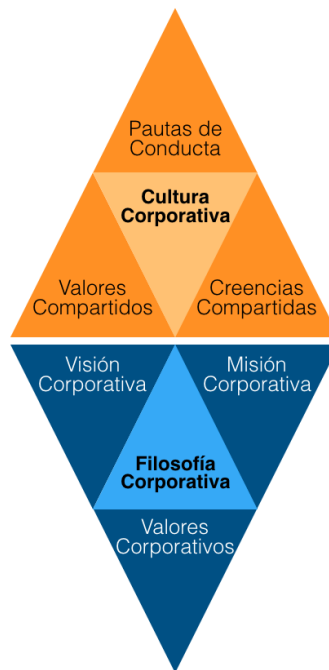 Pautas de
Conducta
Cultura
Corporativa
Valores
Compartidos
Creencias
Compartidas
Visión
Corporativa
Misión
Corporativa
Filosofía
Corporativa
Valores
Corporativos